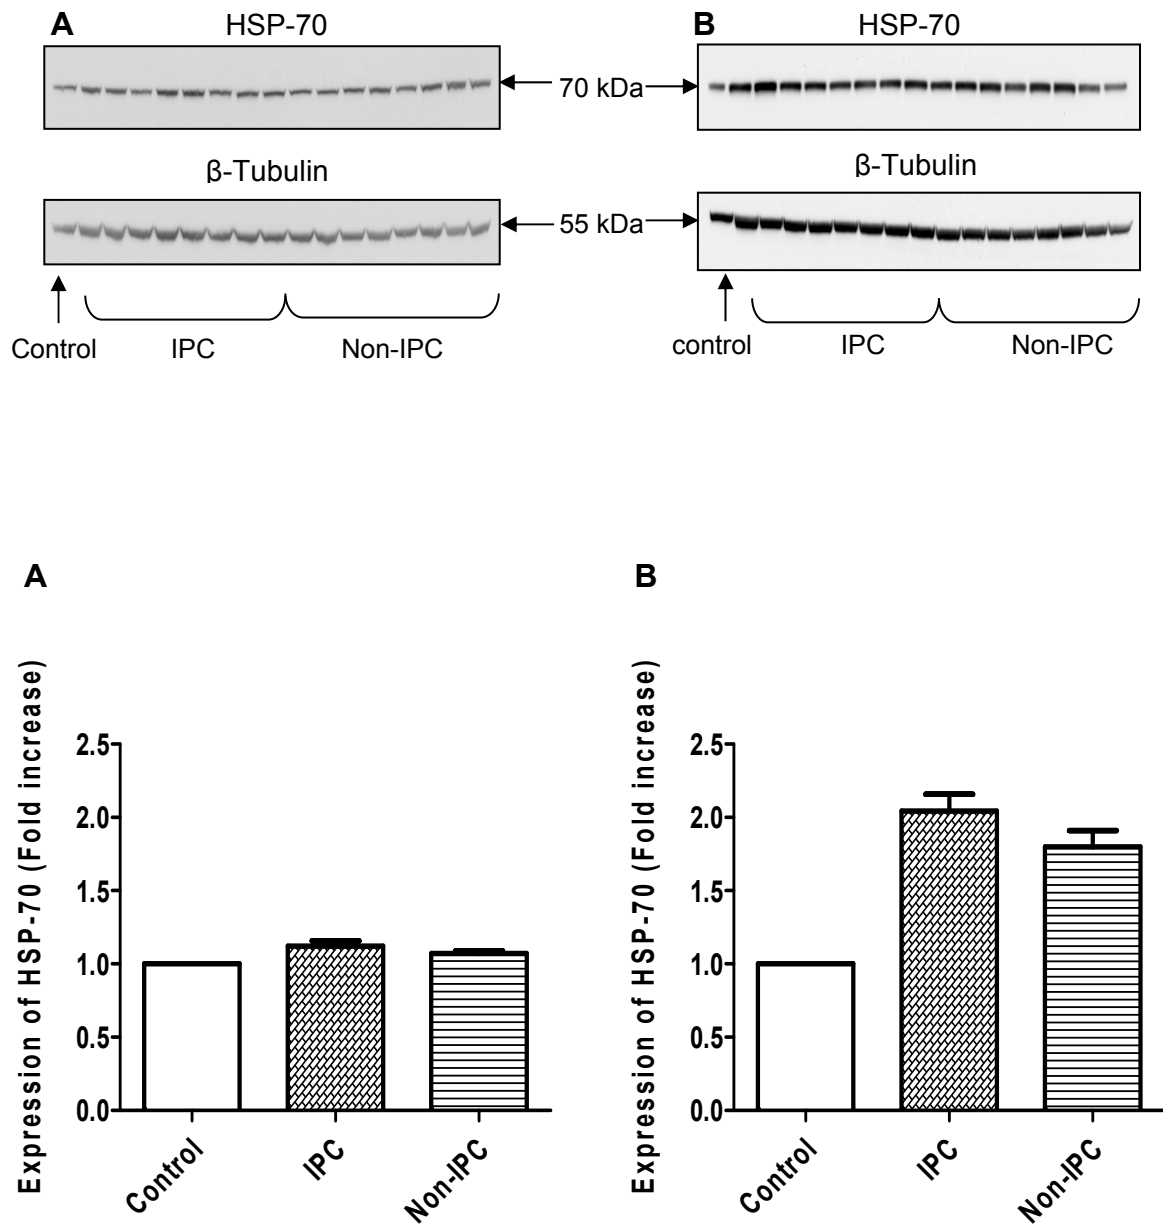 A
HSP-70
B
HSP-70
70 kDa
ß-Tubulin
ß-Tubulin
55 kDa
Control
IPC
Non-IPC
control
IPC
Non-IPC
A
Expression of HSP-70 (Fold increase)
2.5
2.0
1.5
1.0
0.5
0.0
Control
IPC
Non-IPC
B
Expression of HSP-70 (Fold increase)
2.5
2.0
1.5
1.0
0.5
0.0
Control
IPC
Non-IPC